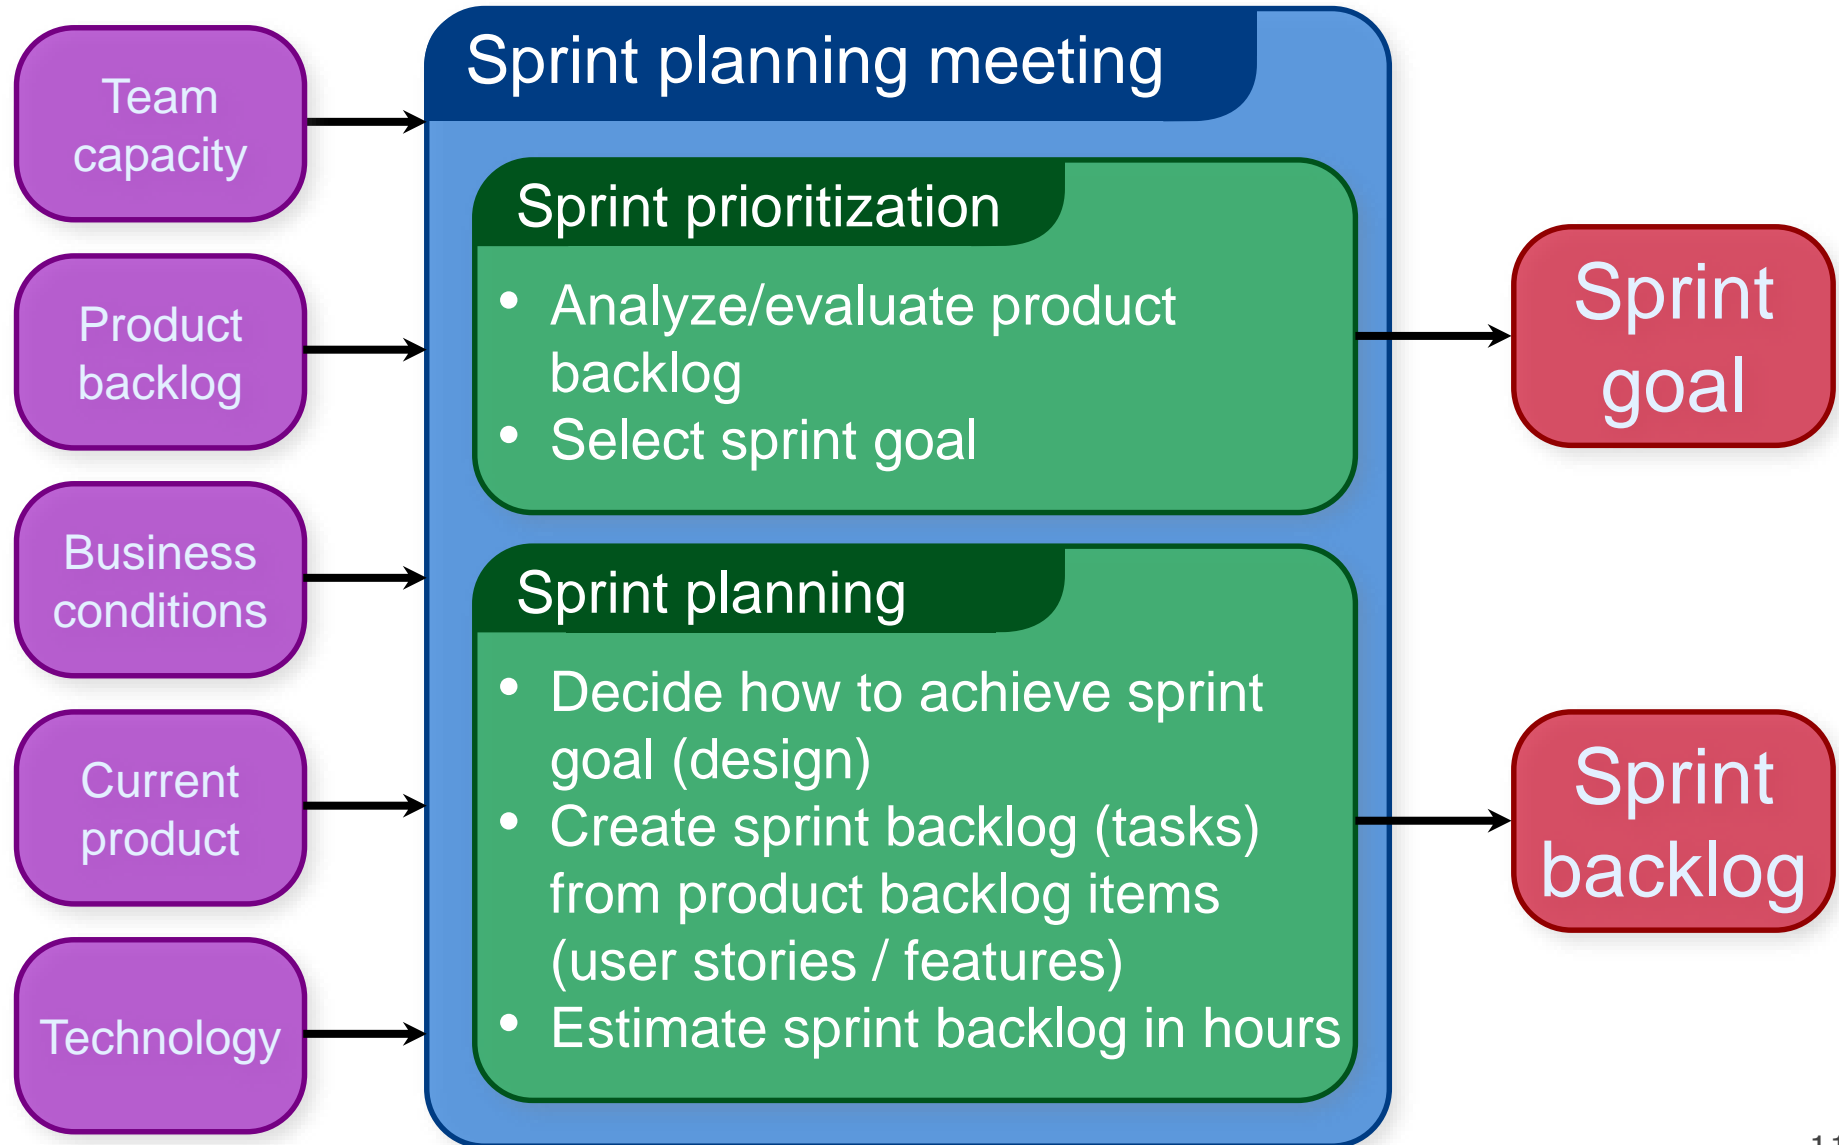 Team
capacity
Product
backlog
Business
conditions
Current
product
Technology
Sprint planning meeting
Sprint prioritization
• Analyze/evaluate product
backlog
• Select sprint goal
Sprint planning
• Decide how to achieve sprint
goal (design)
• Create sprint backlog (tasks)
from product backlog items
(user stories / features)
• Estimate sprint backlog in hours
Sprint
goal
Sprint
backlog